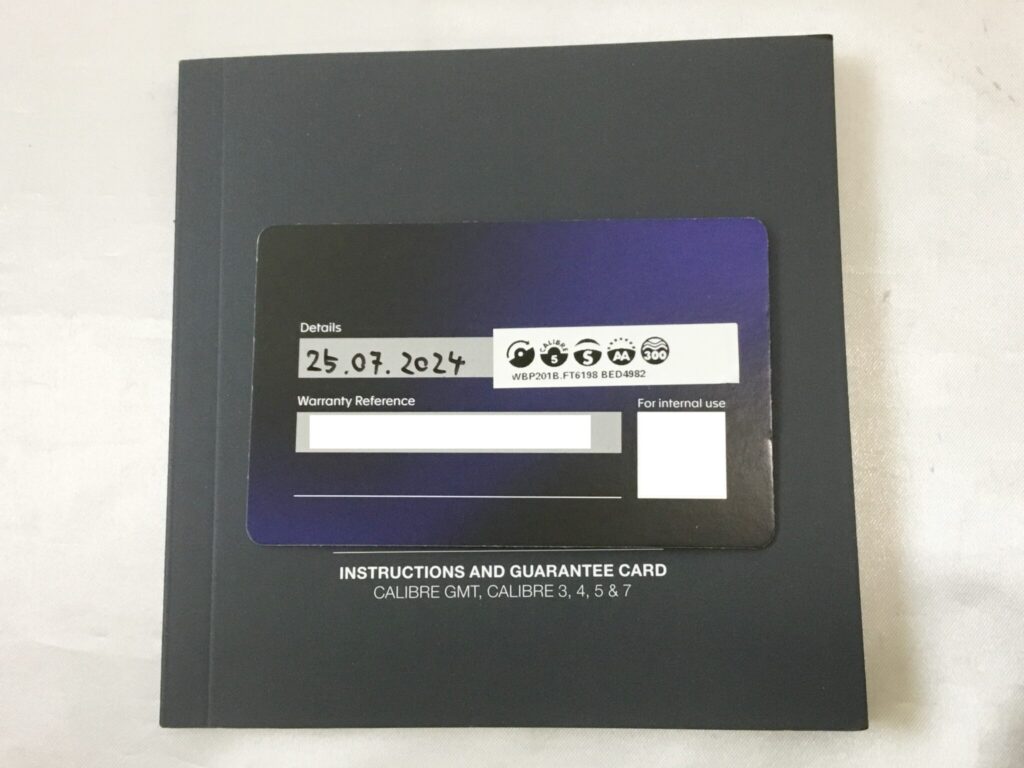 Details
25.07.2024
CALIBRE
5
S
AA
300
WBP201B.FT6198 BED4982
Warranty Reference
For internal use
INSTRUCTIONS AND GUARANTEE CARD
CALIBRE GMT, CALIBRE 3, 4, 5 & 7